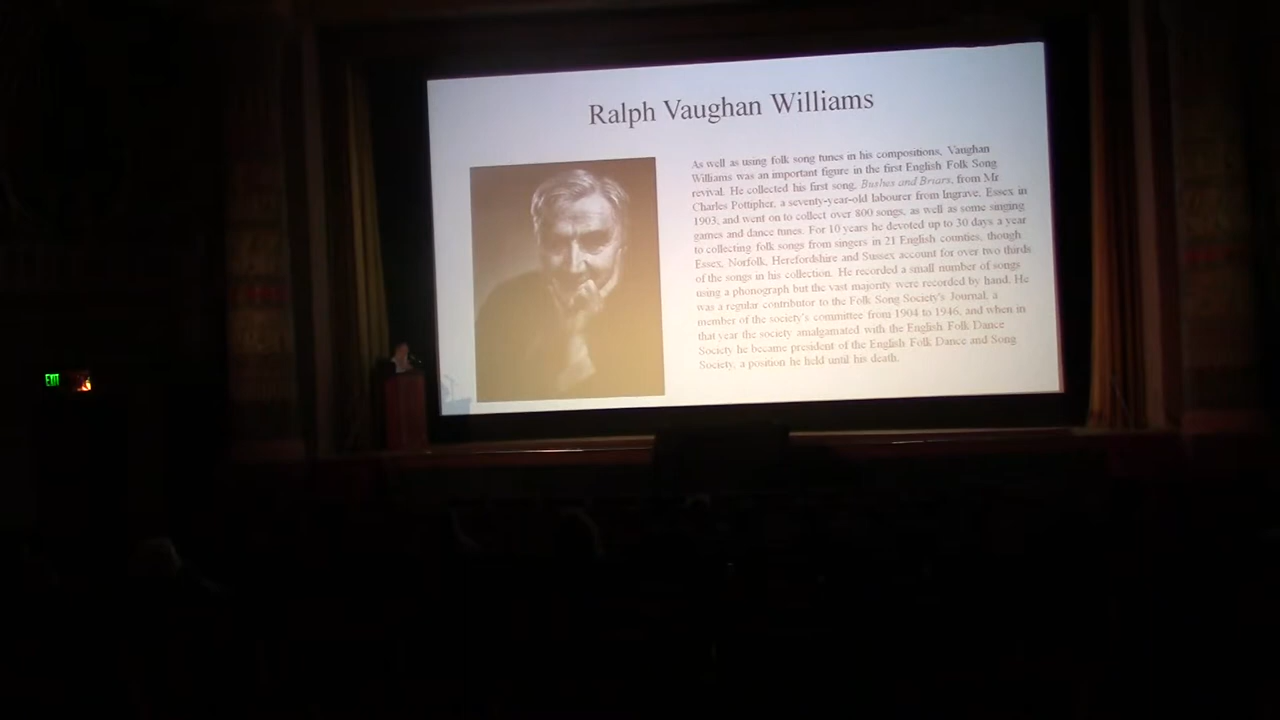 Ralph Vaughan Williams
As well as using folk song tunes in his compositions, Vaughan
Williams was an important figure in the first English Folk Song
revival. He collected his first song, Bushes and Briars, from Mr
Charles Pottipher, a seventy-year-old labourer from Ingrave, Essex in
1903, and went on to collect over 800 songs, as well as some singing
games and dance tunes. For 10 years he devoted up to 30 days a year
to collecting folk songs from singers in 21 English counties, though
Essex, Norfolk, Herefordshire and Sussex account for over two thirds
of the songs in his collection. He recorded a small number of songs
using a phonograph but the vast majority were recorded by hand. He
was a regular contributor to the Folk Song Society's Journal, a
member of the society's committee from 1904 to 1946, and when in
that year the society amalgamated with the English Folk Dance
Society he became president of the English Folk Dance and Song
Society, a position he held until his death.
EXIT